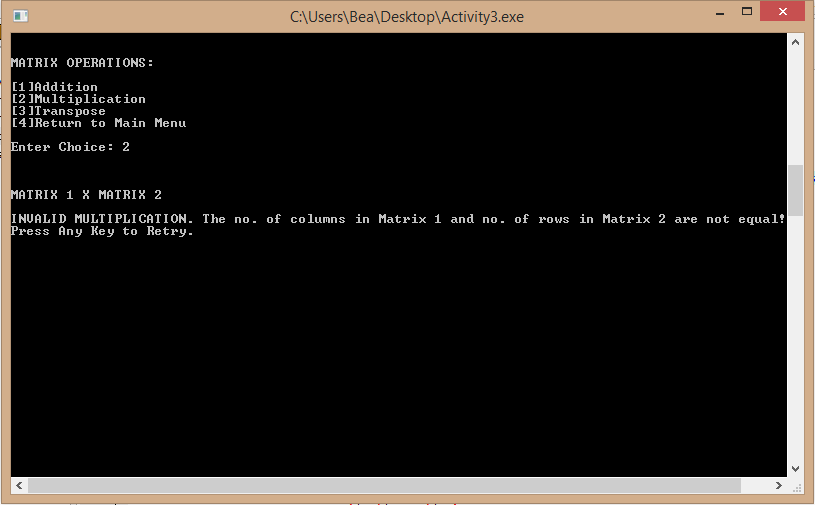 C:\Users\Bea\Desktop\Activity3.exe
MATRIX OPERATIONS:
[1]Addition
[2]Multiplication
[3]Transpose
[4]Return to Main Menu
Enter Choice: 2
MATRIX 1 X MATRIX 2
INVALID MULTIPLICATION. The no. of columns in Matrix 1 and no. of rows in Matrix 2 are not equal!
Press Any Key to Retry.